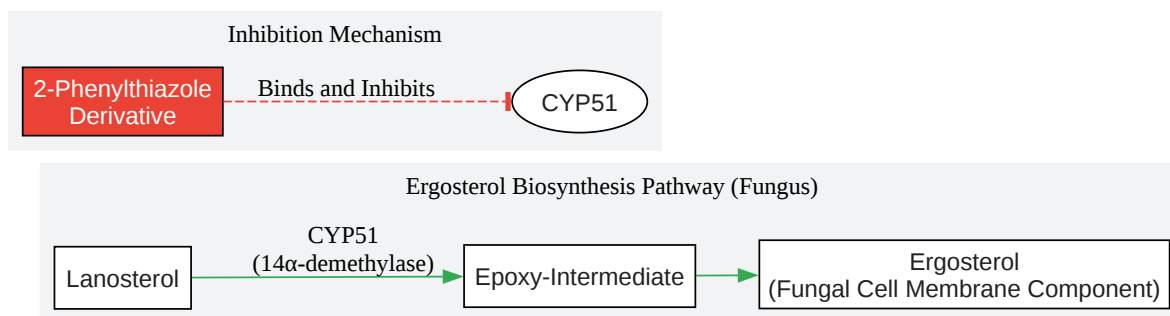 Inhibition Mechanism
2-Phenylthiazole
Derivative
Binds and Inhibits
CYP51
Ergosterol Biosynthesis Pathway (Fungus)
Lanosterol
CYP51
(14α-demethylase)
Epoxy-Intermediate
Ergosterol
(Fungal Cell Membrane Component)